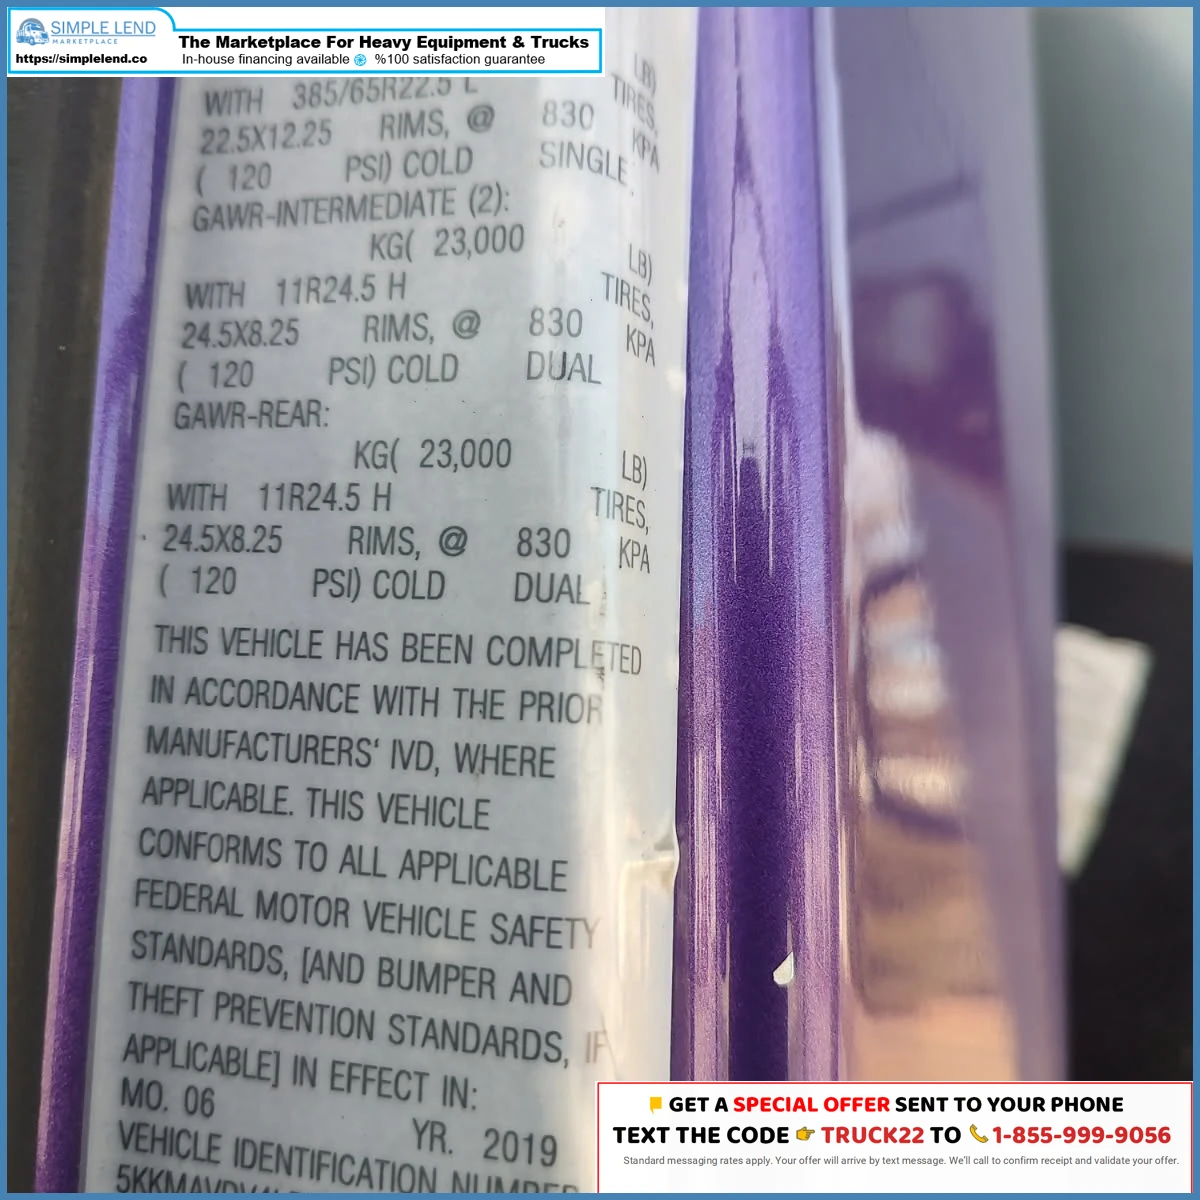 SIMPLE LEND
MARKETPLACE
https://simplelend.co
The Marketplace For Heavy Equipment & Trucks
In-house financing available %100 satisfaction guarantee
LB)
WITH 385/65R22.5 L TIRES,
22.5X12.25 RIMS, @ 830 KPA
( 120 PSI) COLD SINGLE
GAWR-INTERMEDIATE (2):
KG( 23,000 LB)
WITH 11R24.5 H TIRES,
24.5X8.25 RIMS, @ 830 KPA
( 120 PSI) COLD DUAL
GAWR-REAR:
KG( 23,000 LB)
WITH 11R24.5 H TIRES,
24.5X8.25 RIMS, @ 830 KPA
( 120 PSI) COLD DUAL
THIS VEHICLE HAS BEEN COMPLETED
IN ACCORDANCE WITH THE PRIOR
MANUFACTURERS' IVD, WHERE
APPLICABLE. THIS VEHICLE
CONFORMS TO ALL APPLICABLE
FEDERAL MOTOR VEHICLE SAFETY
STANDARDS, [AND BUMPER AND
THEFT PREVENTION STANDARDS, IF
APPLICABLE] IN EFFECT IN:
MO. 06 YR. 2019
VEHICLE IDENTIFICATION NUMBER
GET A SPECIAL OFFER SENT TO YOUR PHONE
TEXT THE CODE TRUCK22 TO 1-855-999-9056
Standard messaging rates apply. Your offer will arrive by text message. We'll call to confirm receipt and validate your offer.